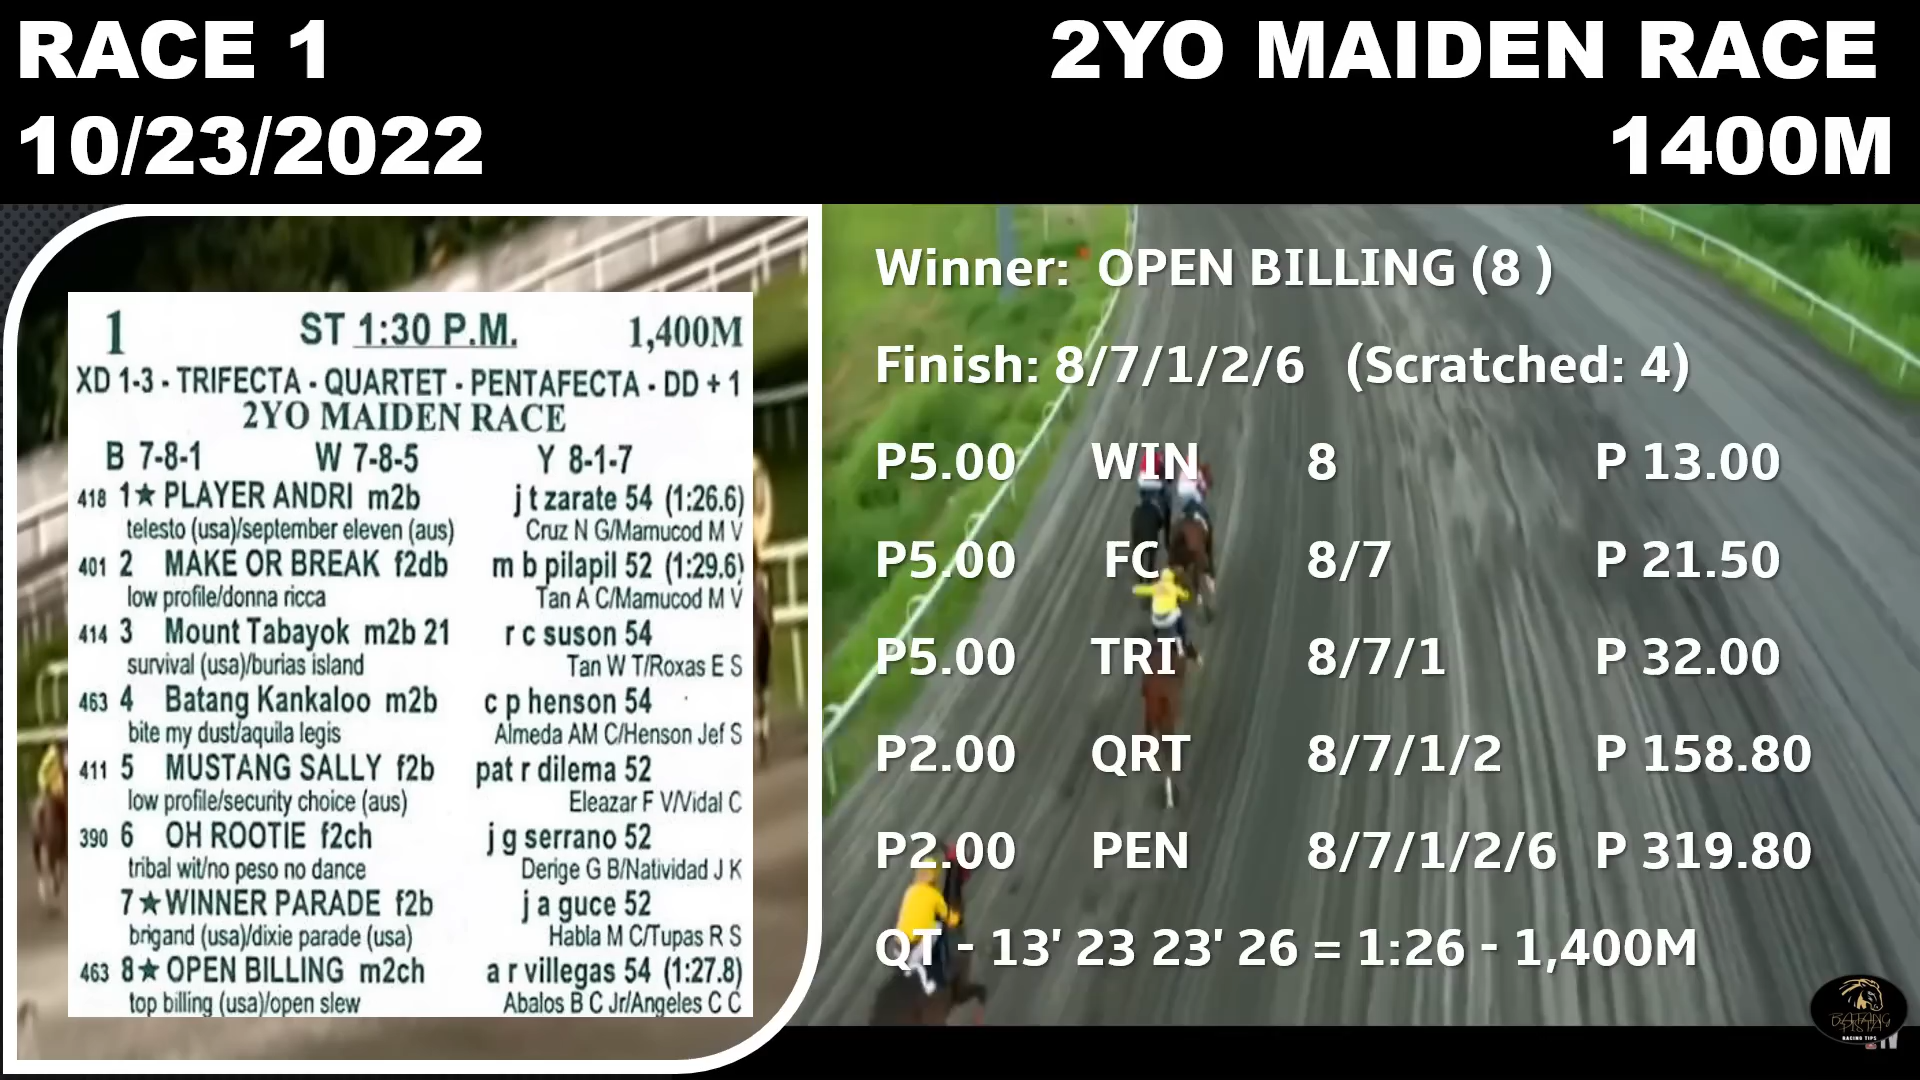 RACE 1
10/23/2022
2YO MAIDEN RACE
1400M
1 ST 1:30 P.M. 1,400M
XD 1-3 - TRIFECTA - QUARTET - PENTAFECTA - DD + 1
2YO MAIDEN RACE
B 7-8-1 W 7-8-5 Y 8-1-7
418 1★ PLAYER ANDRI m2b j t zarate 54 (1:26.6)
telesto (usa)/september eleven (aus) Cruz N G/Mamucod M V
401 2 MAKE OR BREAK f2db m b pilapil 52 (1:29.6)
low profile/donna ricca Tan A C/Mamucod M V
414 3 Mount Tabayok m2b 21 r c suson 54
survival (usa)/burias island Tan W T/Roxas E S
463 4 Batang Kankaloo m2b c p henson 54
bite my dust/aquila legis Almeda AM C/Henson Jef S
411 5 MUSTANG SALLY f2b pat r dilema 52
low profile/security choice (aus) Eleazar F V/Vidal C
390 6 OH ROOTIE f2ch j g serrano 52
tribal wit/no peso no dance Derige G B/Natividad J K
7★ WINNER PARADE f2b j a guce 52
brigand (usa)/dixie parade (usa) Habla M C/Tupas R S
463 8★ OPEN BILLING m2ch a r villegas 54 (1:27.8)
top billing (usa)/open slew Abalos B C Jr/Angeles C C
Winner: OPEN BILLING (8 )
Finish: 8/7/1/2/6 (Scratched: 4)
P5.00 WIN 8 P 13.00
P5.00 FC 8/7 P 21.50
P5.00 TRI 8/7/1 P 32.00
P2.00 QRT 8/7/1/2 P 158.80
P2.00 PEN 8/7/1/2/6 P 319.80
QT - 13' 23 23' 26 = 1:26 - 1,400M
BATANG
PISTA
RACING TIPS